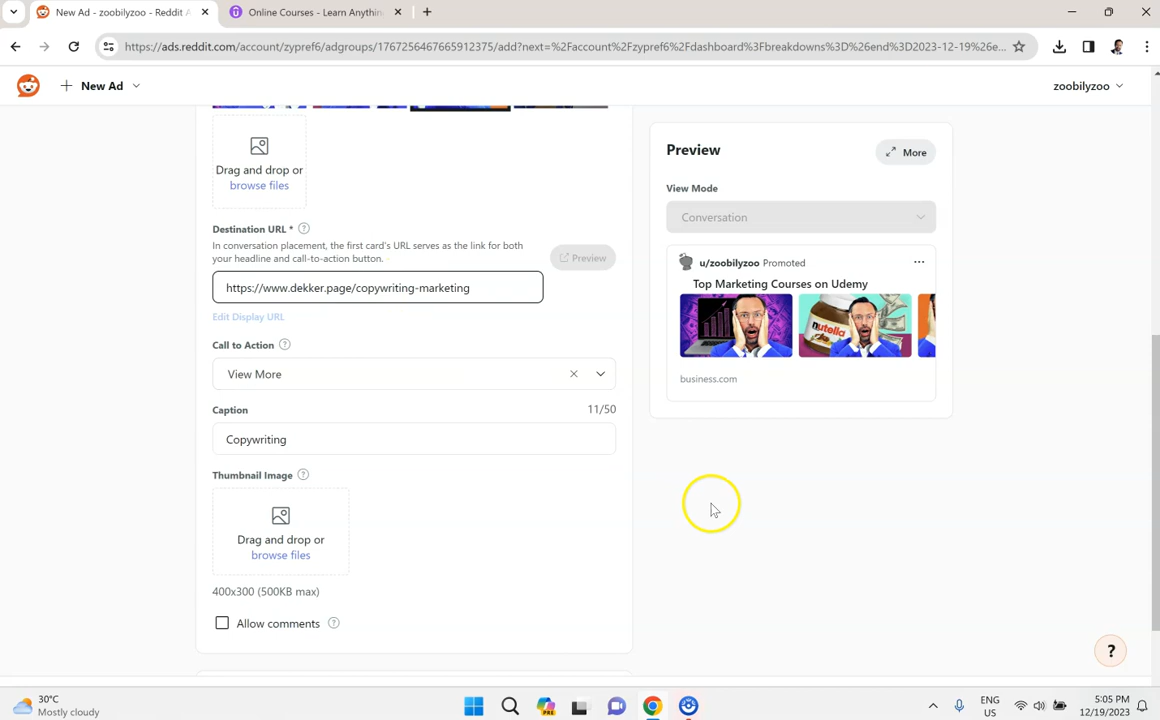 New Ad - zoobilyzoo - Reddit A
Online Courses - Learn Anythin
https://ads.reddit.com/account/zypref6/adgroups/1767256467665912375/add?next=%2Faccount%2Fzypref6%2Fdashboard%3Fbreakdowns%3D%26end%3D2023-12-19%26e...
New Ad
zoobilyzoo
Drag and drop or
browse files
Destination URL *
In conversation placement, the first card's URL serves as the link for both
your headline and call-to-action button.
Preview
https://www.dekker.page/copywriting-marketing
Edit Display URL
Call to Action
View More
Caption
11/50
Copywriting
Thumbnail Image
Drag and drop or
browse files
400x300 (500KB max)
Allow comments
Preview
More
View Mode
Conversation
u/zoobilyzoo Promoted
Top Marketing Courses on Udemy
nutella
business.com
?
30°C
Mostly cloudy
PRE
ENG
US
5:05 PM
12/19/2023